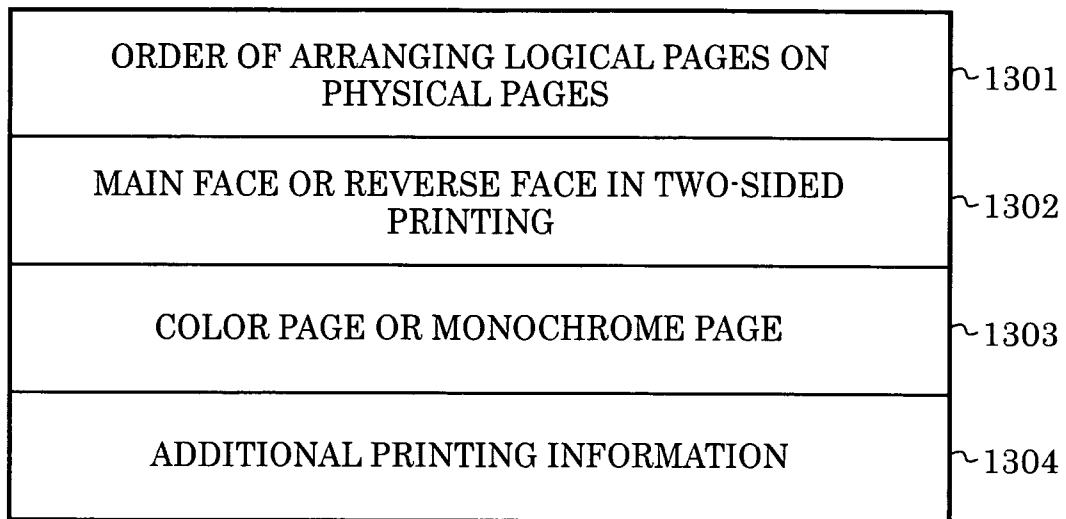 ORDER OF ARRANGING LOGICAL PAGES ON
PHYSICAL PAGES
1301
MAIN FACE OR REVERSE FACE IN TWO-SIDED
PRINTING
1302
COLOR PAGE OR MONOCHROME PAGE
1303
ADDITIONAL PRINTING INFORMATION
1304